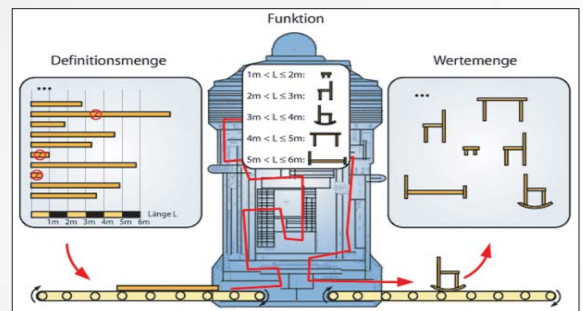 Funktion
Definitionsmenge
Wertemenge
...
1m < L ≤ 2m:
2m < L ≤ 3m:
3m < L ≤ 4m:
4m < L ≤ 5m:
5m < L ≤ 6m:
...
1m 2m 3m 4m 5m 6m
Länge L